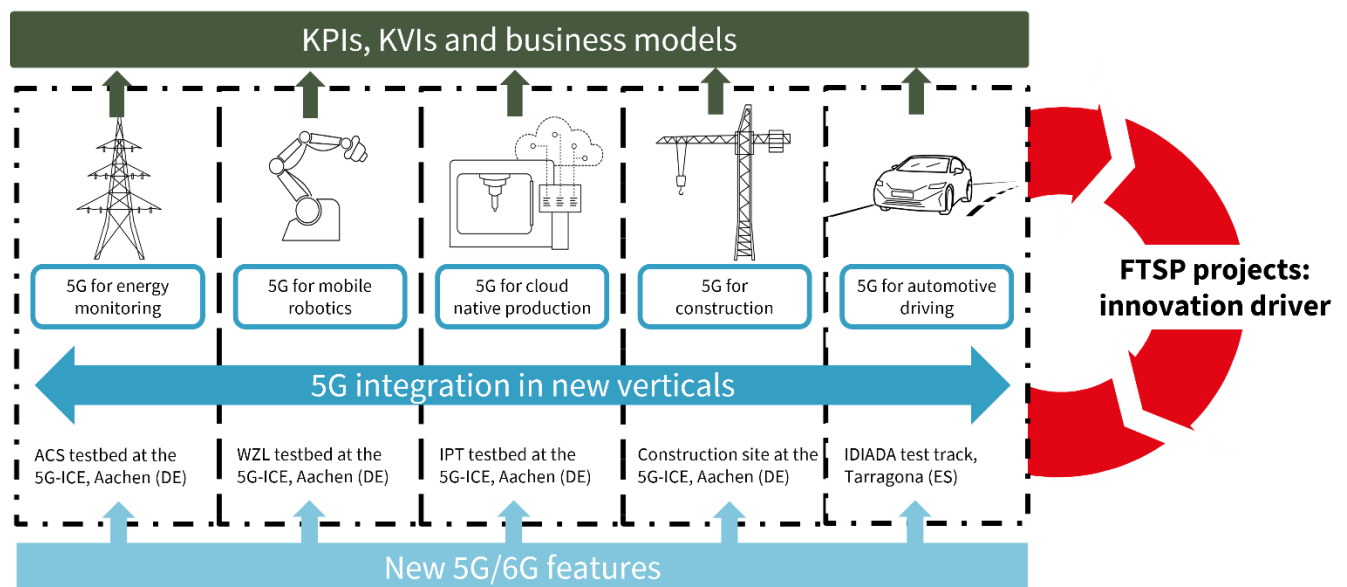 KPIs, KVIs and business models
5G for energy
monitoring
5G for mobile
robotics
5G for cloud
native production
5G for
construction
5G for automotive
driving
FTSP projects:
innovation driver
5G integration in new verticals
ACS testbed at the
5G-ICE, Aachen (DE)
WZL testbed at the
5G-ICE, Aachen (DE)
IPT testbed at the
5G-ICE, Aachen (DE)
Construction site at the
5G-ICE, Aachen (DE)
IDIADA test track,
Tarragona (ES)
New 5G/6G features